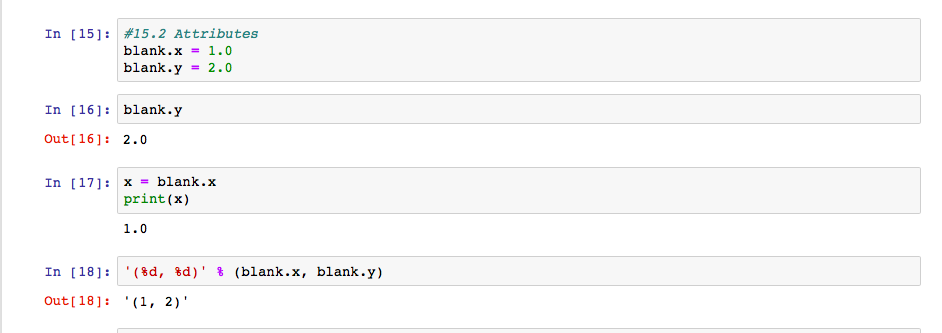 In [15]: #15.2 Attributes
blank.x = 1.0
blank.y = 2.0
In [16]: blank.y
Out[16]: 2.0
In [17]: x = blank.x
print(x)
1.0
In [18]: '(%d, %d)' % (blank.x, blank.y)
Out[18]: '(1, 2)'